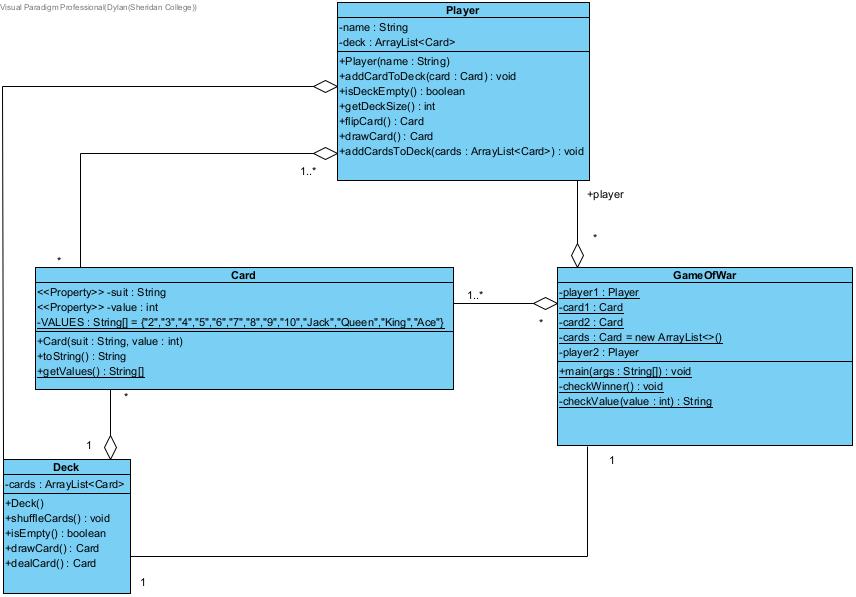 Visual Paradigm Professional(Dylan(Sheridan College))
Player
-name : String
-deck : ArrayList<Card>
+Player(name : String)
+addCardToDeck(card : Card) : void
+isDeckEmpty() : boolean
+getDeckSize() : int
+flipCard() : Card
+drawCard() : Card
+addCardsToDeck(cards : ArrayList<Card>) : void
1..*
+player
*
*
Card
<<Property>> -suit : String
<<Property>> -value : int
-VALUES : String[] = {"2","3","4","5","6","7","8","9","10","Jack","Queen","King","Ace"}
+Card(suit : String, value : int)
+toString() : String
+getValues() : String[]
1..*
*
GameOfWar
-player1 : Player
-card1 : Card
-card2 : Card
-cards : Card = new ArrayList<>()
-player2 : Player
+main(args : String[]) : void
-checkWinner() : void
-checkValue(value : int) : String
*
1
1
Deck
-cards : ArrayList<Card>
+Deck()
+shuffleCards() : void
+isEmpty() : boolean
+drawCard() : Card
+dealCard() : Card
1